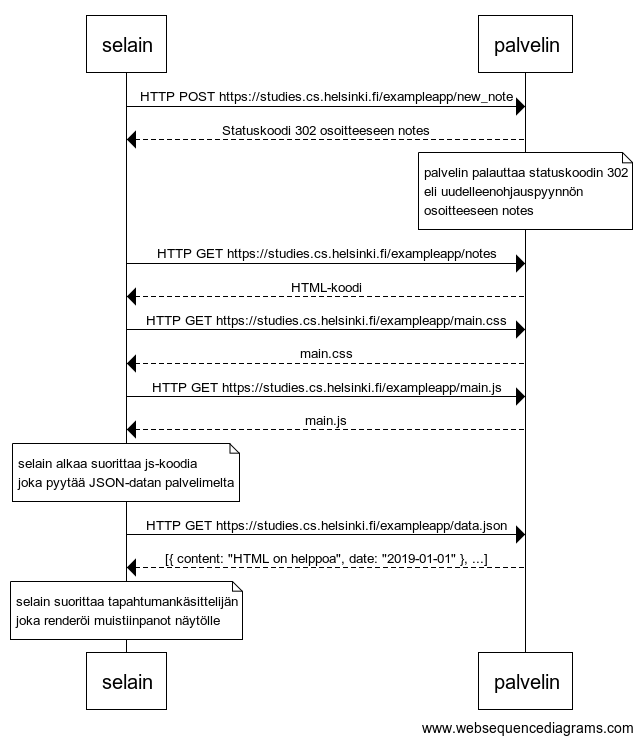 selain
palvelin
HTTP POST https://studies.cs.helsinki.fi/exampleapp/new_note
Statuskoodi 302 osoitteeseen notes
palvelin palauttaa statuskoodin 302
eli uudelleenohjauspyynnön
osoitteeseen notes
HTTP GET https://studies.cs.helsinki.fi/exampleapp/notes
HTML-koodi
HTTP GET https://studies.cs.helsinki.fi/exampleapp/main.css
main.css
HTTP GET https://studies.cs.helsinki.fi/exampleapp/main.js
main.js
selain alkaa suorittaa js-koodia
joka pyytää JSON-datan palvelimelta
HTTP GET https://studies.cs.helsinki.fi/exampleapp/data.json
[{ content: "HTML on helppoa", date: "2019-01-01" }, ...]
selain suorittaa tapahtumankäsittelijän
joka renderöi muistiinpanot näytölle
selain
palvelin
www.websequencediagrams.com